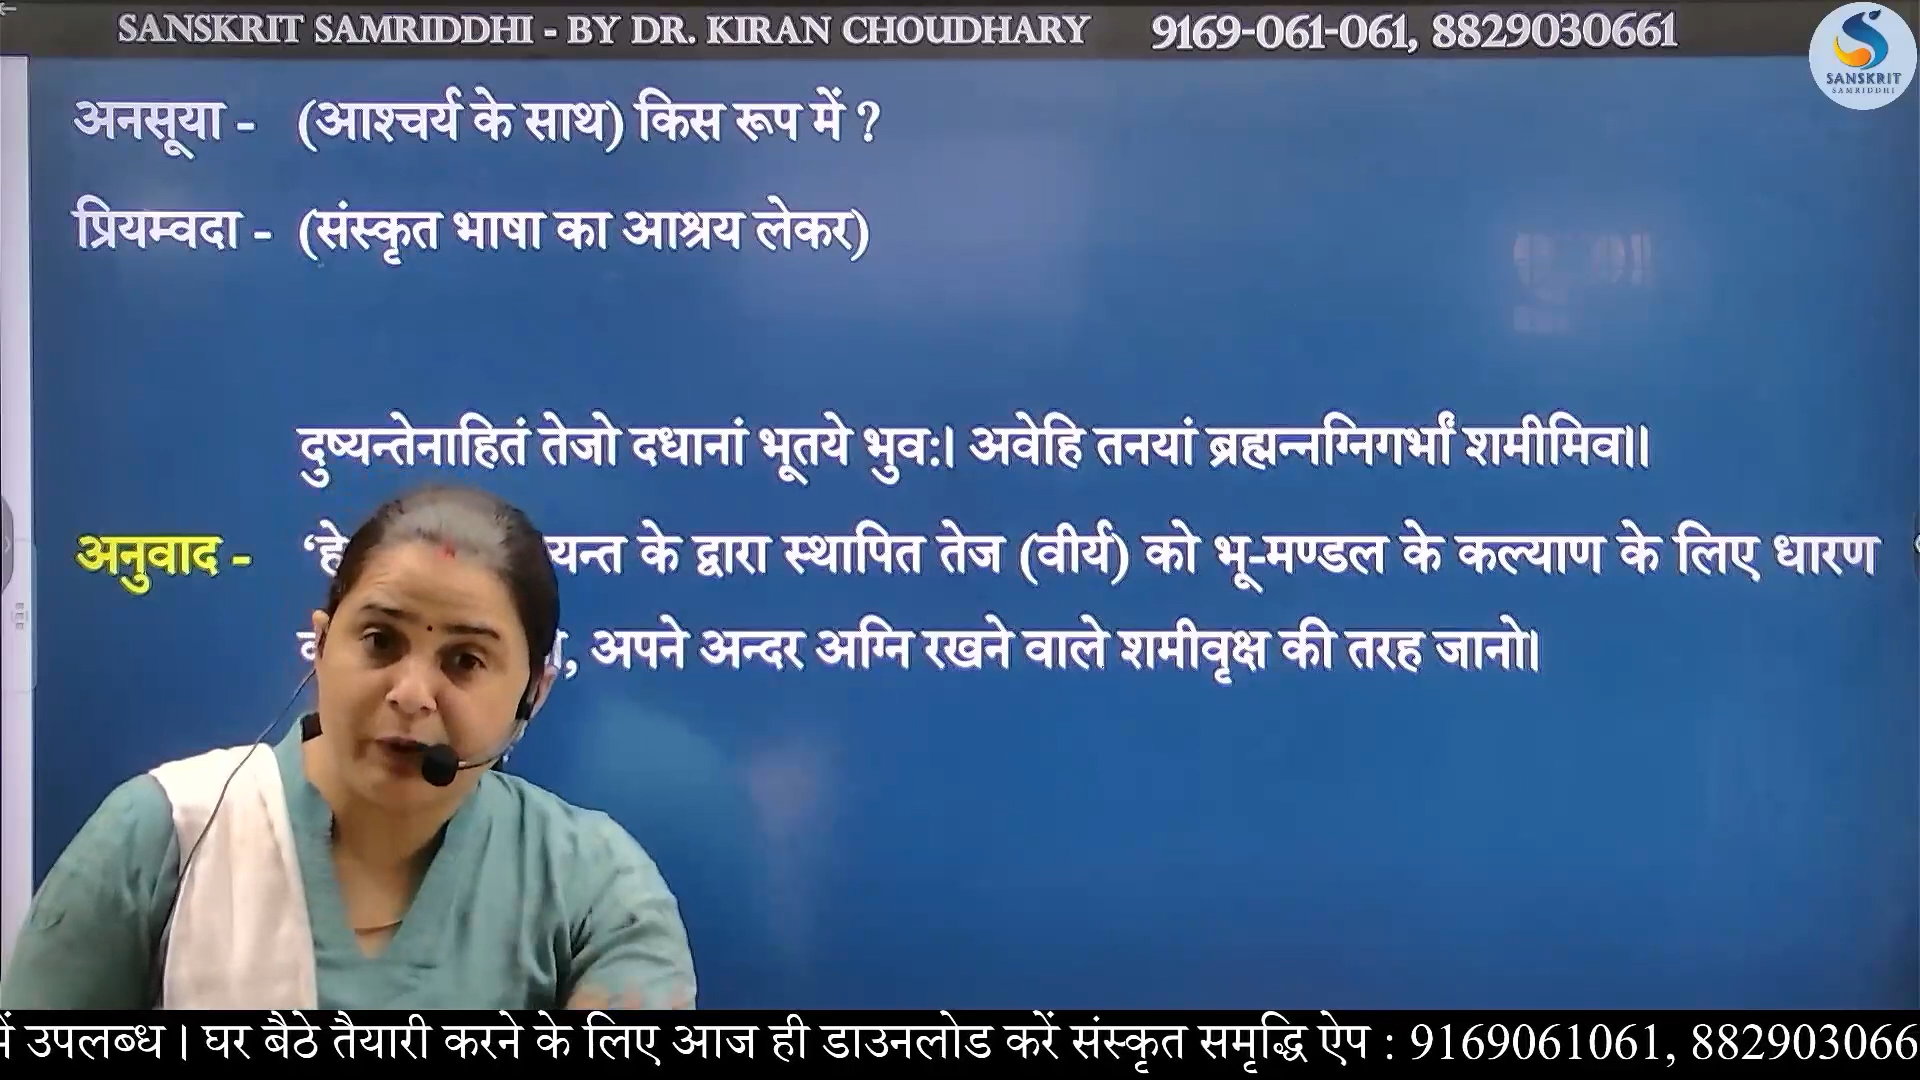 SANSKRIT SAMRIDDHI - BY DR. KIRAN CHOUDHARY 9169-061-061, 8829030661
SANSKRIT
SAMRIDDHI
अनसूया - (आश्चर्य के साथ) किस रूप में ?
प्रियम्वदा - (संस्कृत भाषा का आश्रय लेकर)
दुष्यन्तेनाहितं तेजो दधानां भूतये भुव:। अवेहि तनयां ब्रह्मन्नग्निगर्भां शमीमिव।।
अनुवाद - ‘हे यन्त के द्वारा स्थापित तेज (वीर्य) को भू-मण्डल के कल्याण के लिए धारण
, अपने अन्दर अग्नि रखने वाले शमीवृक्ष की तरह जानो।
में उपलब्ध । घर बैठे तैयारी करने के लिए आज ही डाउनलोड करें संस्कृत समृद्धि ऐप : 9169061061, 882903066